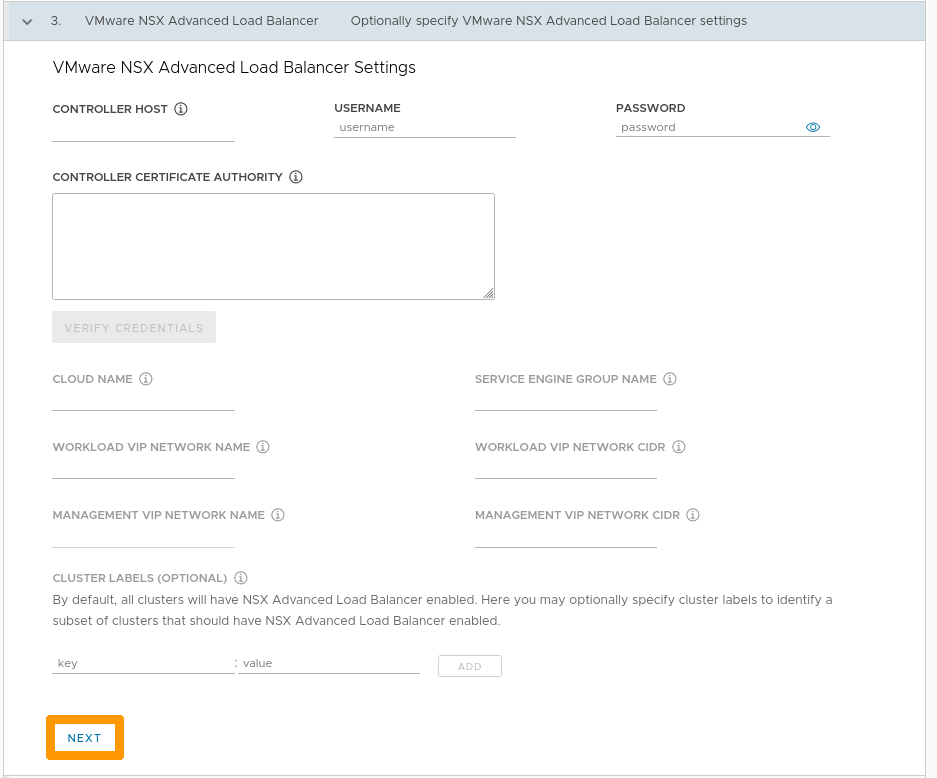 3. VMware NSX Advanced Load Balancer Optionally specify VMware NSX Advanced Load Balancer settings
VMware NSX Advanced Load Balancer Settings
CONTROLLER HOST USERNAME PASSWORD
username password
CONTROLLER CERTIFICATE AUTHORITY
VERIFY CREDENTIALS
CLOUD NAME SERVICE ENGINE GROUP NAME
WORKLOAD VIP NETWORK NAME WORKLOAD VIP NETWORK CIDR
MANAGEMENT VIP NETWORK NAME MANAGEMENT VIP NETWORK CIDR
CLUSTER LABELS (OPTIONAL)
By default, all clusters will have NSX Advanced Load Balancer enabled. Here you may optionally specify cluster labels to identify a
subset of clusters that should have NSX Advanced Load Balancer enabled.
key : value ADD
NEXT